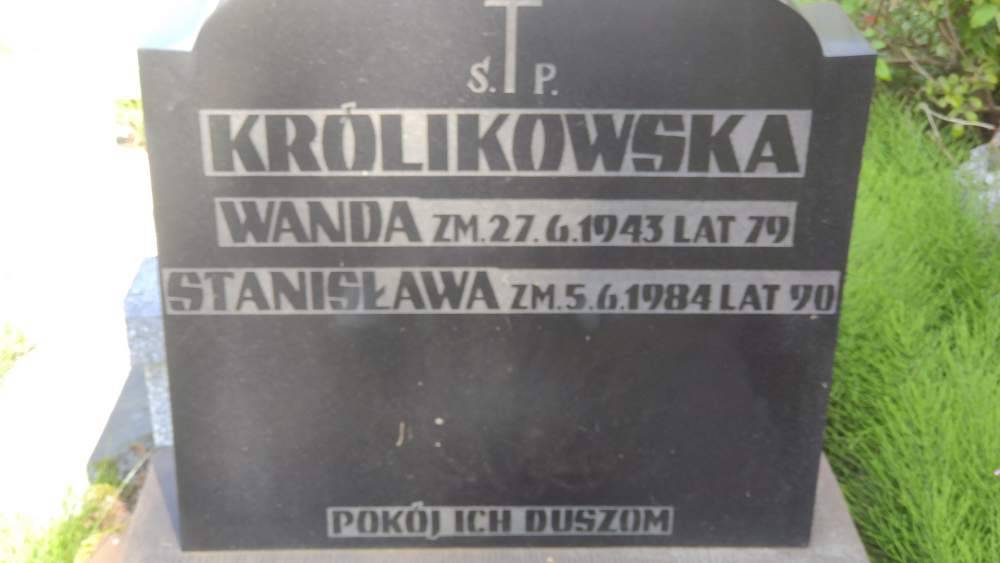 Ś. P.
KRÓLIKOWSKA
WANDA ZM. 27. 6. 1943 LAT 79
STANISŁAWA ZM. 5. 6. 1984 LAT 90
POKÓJ ICH DUSZOM